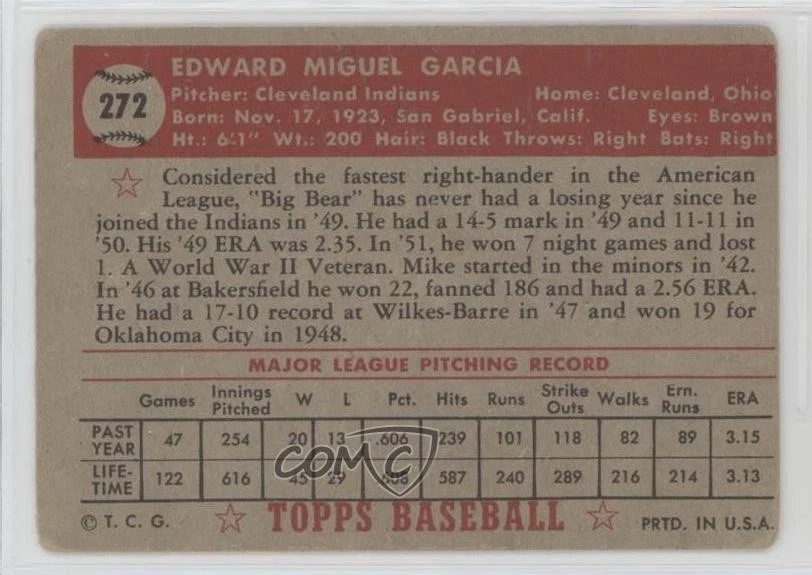 272
EDWARD MIGUEL GARCIA
Pitcher: Cleveland Indians Home: Cleveland, Ohio
Born: Nov. 17, 1923, San Gabriel, Calif. Eyes: Brown
Ht.: 6'1" Wt.: 200 Hair: Black Throws: Right Bats: Right
Considered the fastest right-hander in the American
League, "Big Bear" has never had a losing year since he
joined the Indians in '49. He had a 14-5 mark in '49 and 11-11 in
'50. His '49 ERA was 2.35. In '51, he won 7 night games and lost
1. A World War II Veteran. Mike started in the minors in '42.
In '46 at Bakersfield he won 22, fanned 186 and had a 2.56 ERA.
He had a 17-10 record at Wilkes-Barre in '47 and won 19 for
Oklahoma City in 1948.
MAJOR LEAGUE PITCHING RECORD
Games Innings Pitched W L Pct. Hits Runs Strike Outs Walks Ern. Runs ERA
PAST YEAR 47 254 20 13 .606 239 101 118 82 89 3.15
LIFE-TIME 122 616 45 29 .608 587 240 289 216 214 3.13
COMC
© T. C. G. TOPPS BASEBALL PRTD. IN U.S.A.